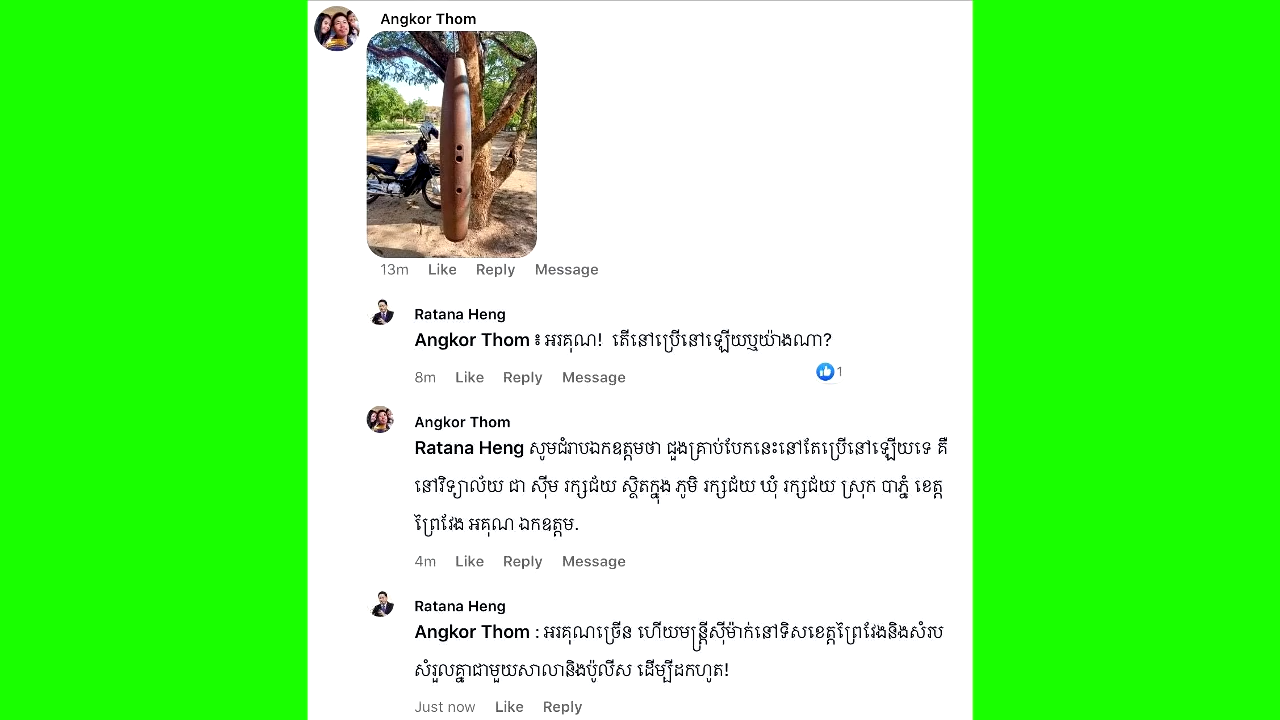 Angkor Thom
13m Like Reply Message
Ratana Heng
Angkor Thom ៖ អរគុណ! តើនៅប្រើនៅឡើយឬយ៉ាងណា?
8m Like Reply Message 1
Angkor Thom
Ratana Heng សូមជំរាបឯកឧត្តមថា ជួងគ្រាប់បែកនេះនៅតែប្រើនៅឡើយទេ គឺ
នៅវិទ្យាល័យ ជា ស៊ីម រក្សជ័យ ស្ថិតក្នុង ភូមិ រក្សជ័យ ឃុំ រក្សជ័យ ស្រុក បាភ្នំ ខេត្ត
ព្រៃវែង អគុណ ឯកឧត្តម.
4m Like Reply Message
Ratana Heng
Angkor Thom : អរគុណច្រើន ហើយមន្ត្រីស៊ីម៉ាក់នៅទិសខេត្តព្រៃវែងនិងសំរប
សំរួលគ្នាជាមួយសាលានិងប៉ូលីស ដើម្បីដកហូត!
Just now Like Reply